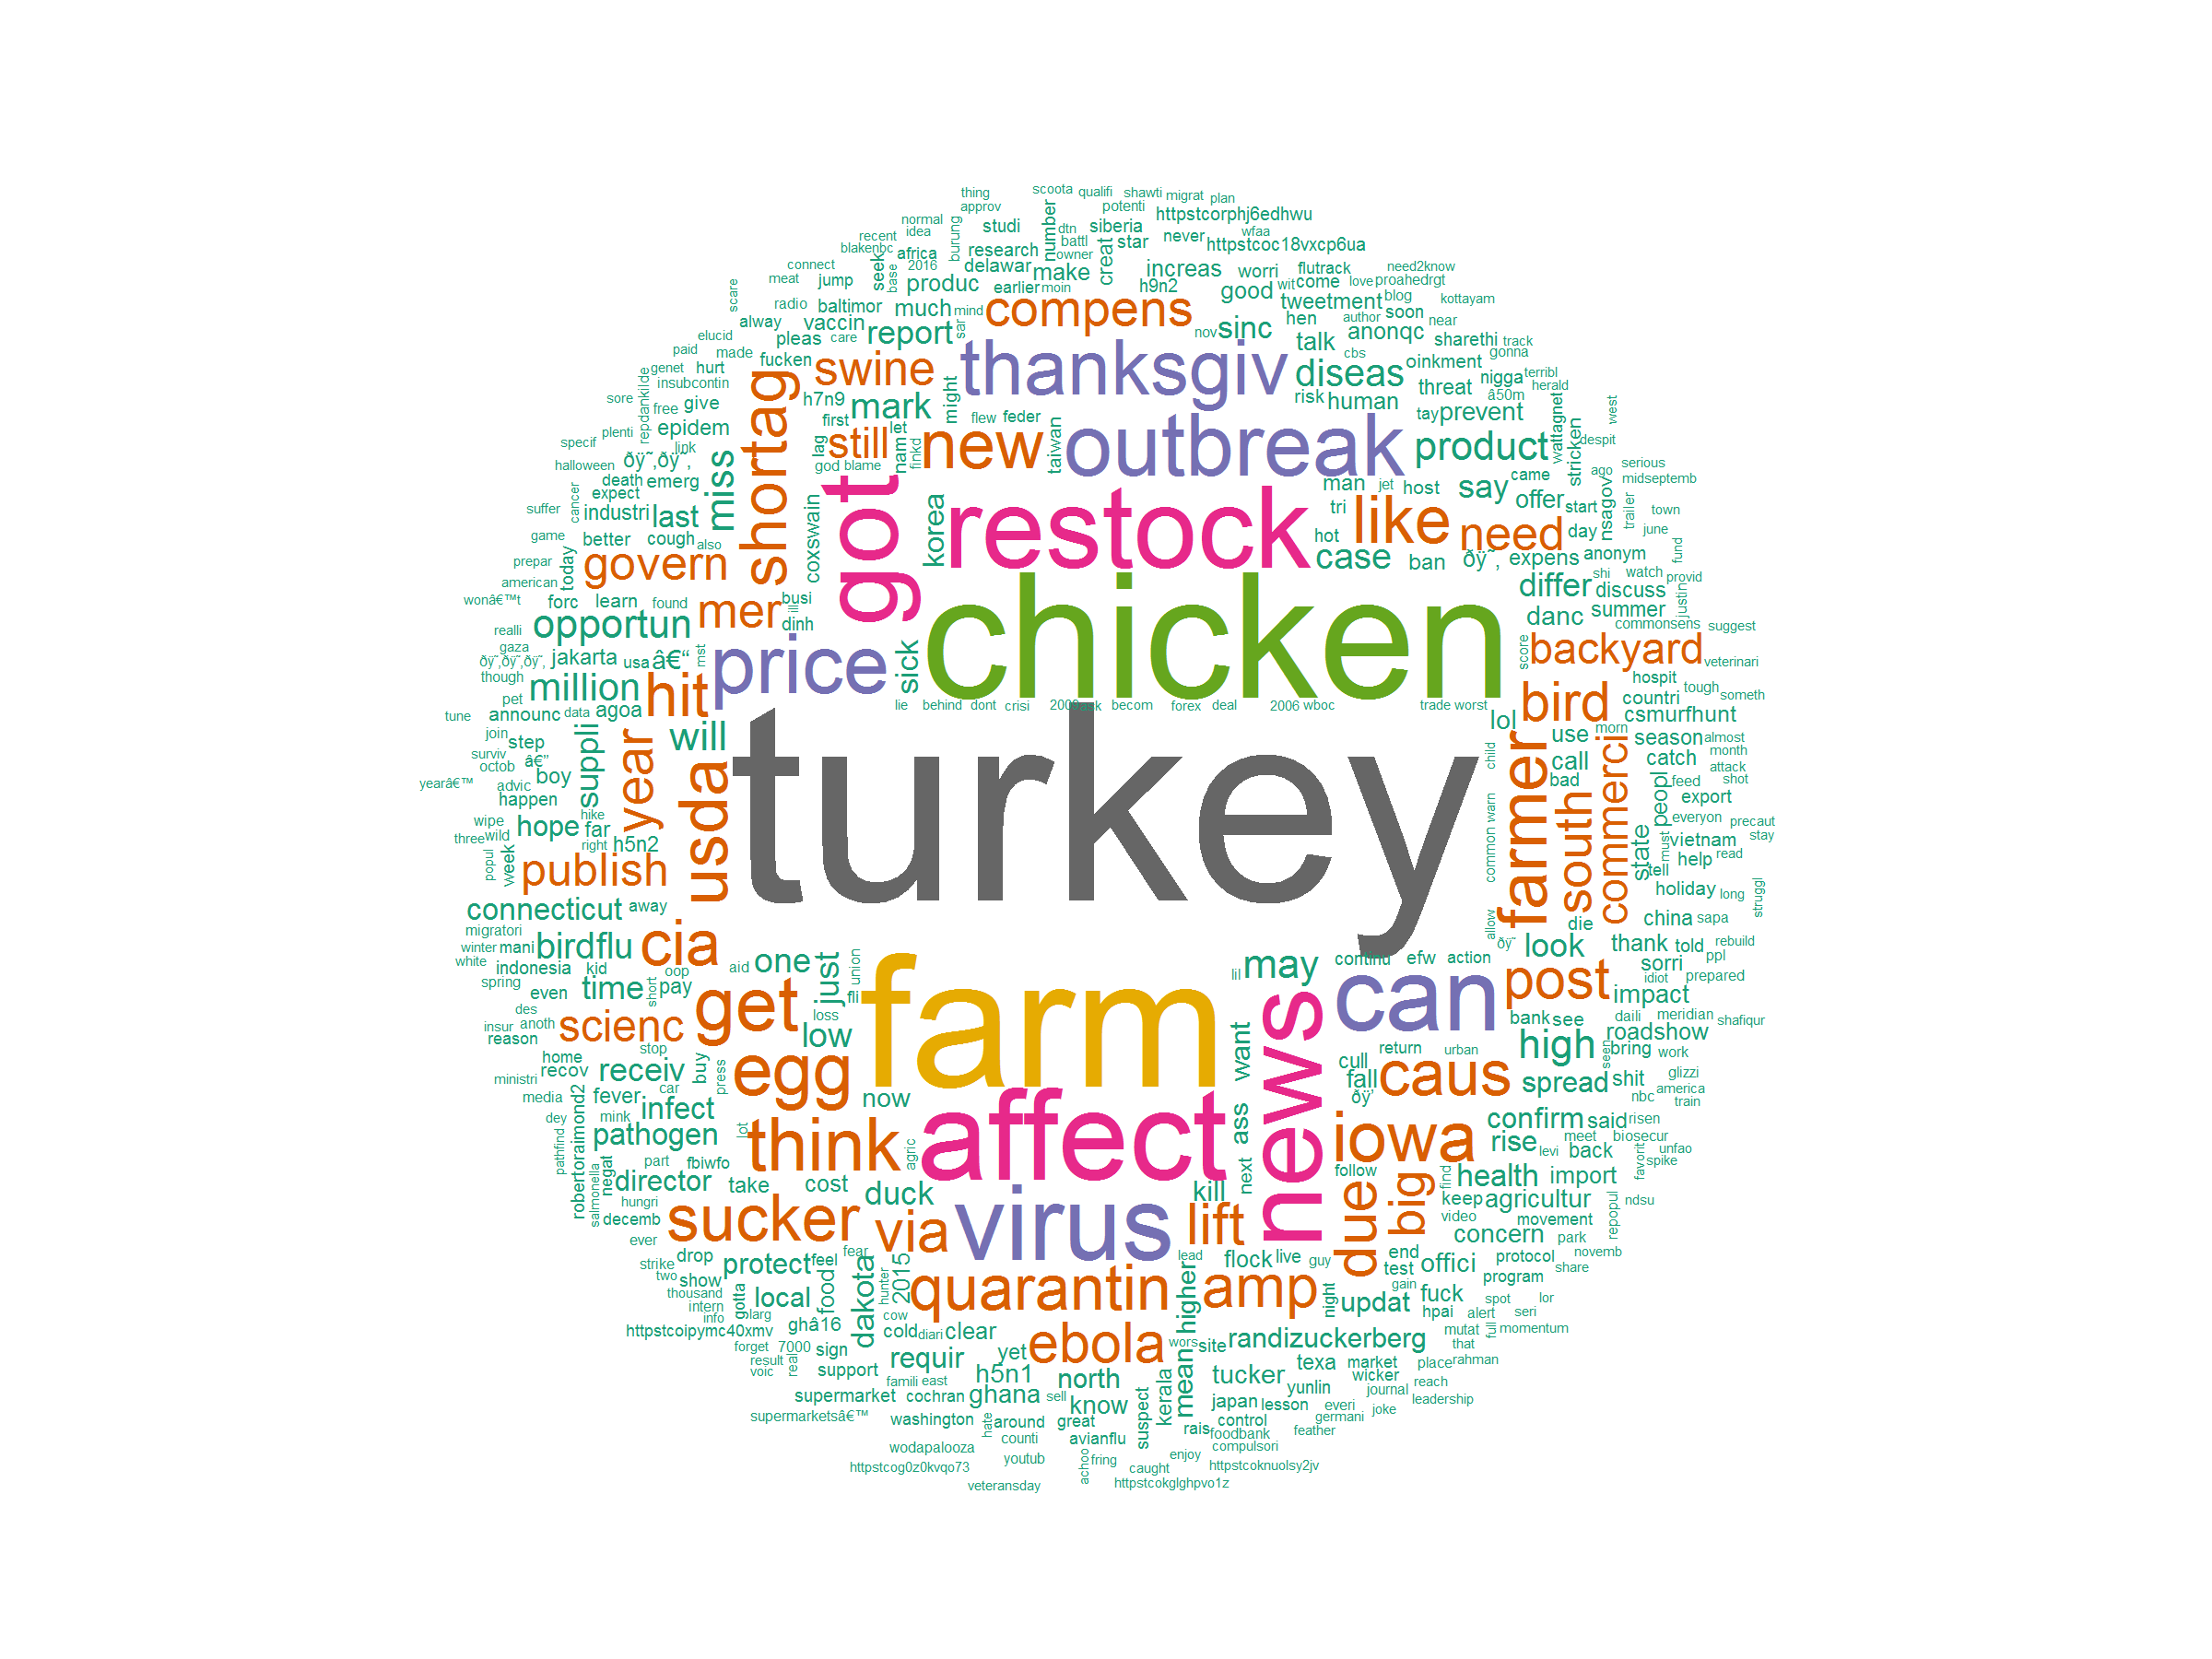 thing scoota qualifi shawti migrat plan
approv potenti httpstcorphj6edhwu
normal burung studi number dtn siberia never wfaa
recent idea battl star httpstcoc18vxcp6ua
blakenbc africa research owner creat
connect seek base 2016 delawar make increas worri flutrack need2know
meat jump produc earlier moin h9n2 good wit come love proahedrgt
scare radio baltimor much mind compens tweetment blog kottayam
alway vaccin report sar nov sinc hen author soon near
elucid pleas care anonqc sharethi track
paid made fucken thanksgiv talk cbs oinkment gonna
genet hurt swine diseas nigga terribl
repdankilde insubcontin shortag h7n9 mark might risk human threat herald â50m
sore free give first flew feder tay prevent west
plenti link epidem still let new taiwan outbreak product wattagnet despit
specif lag nam finkd stricken
halloween ðÿ˜‚ðÿ˜‚ miss god blame came ago serious
death emerg got man jet host say offer start nsagov midseptemb
suffer cancer expect industri last tri like need day trailer town
game better cough also coxswain korea restock hot june
prepar today govern case ban ðÿ˜‚ expens anonym fund
american chicken differ shi watch provid
wonâ€™t forc learn found mer busi ill discuss justin
opportun dinh danc summer commonsens suggest
realli gaza price sick score backyard
ðÿ˜‚ðÿ˜‚ðÿ˜‚ jakarta usa â€“ mst veterinari
though hospit tough
pet million hit bird countri someth
tune announc data agoa lie behind dont crisi 2009 ask becom forex deal 2006 wboc trade worst lol csmurfhunt
join step suppli year will turkey child farmer use morn season almost
surviv octob â€” call catch month
yearâ€™™ advic boy usda bad south commerci peopl feed attack shot
happen hike export
wipe hope far common warn everyon precaut
three wild right h5n2 state must vietnam stay
popul week publish help read
tell holiday long struggl
connecticut away allow die china sapa
migratori birdflu cia ðÿ˜ look thank told rebuild
winter mani one just union may continu efw action sorri ppl
white indonesia kid oop aid farm lil can post idiot prepared
spring even time short pay fli impact
des get loss news bank see daili meridian shafiqur
insur anoth scienc low want roadshow
reason stop return urban high seen bring work
home recov receiv buy press egg cull caus glizzi
ministri car fall spread shit america
media fever now ðÿ’ nbc train
dey mink infect think affect ass iowa confirm said risen
pathfind pathogen lot agric rise meet biosecur unfao
part fbiwfo next follow levi back favorit spike
robertoraimond2 salmonella negat director take cost duck kill due big find health import
hungri keep agricultur ndsu
decemb sucker via virus lift video movement repopul
ever concern park
strike drop fear lead end protocol novemb
two show protect feel flock live guy test offici share
thousand gotta local food dakota hunter 2015 quarantin higher amp gain program
intern night updat fuck spot lor
info olarg ghâ16 cow hpai alert seri
httpstcoipymc40xmv cold diari clear ebola wors site randizuckerberg mutat full momentum
forget 7000 sign that
result real yet mean texa market place rahman
voic support requir h5n1 north tucker wicker reach
famili east yunlin journal leadership
supermarket cochran ghana sell know suspect kerala japan lesson everi joke
supermarketsâ€™ washington hate around great rais control germani
counti avianflu foodbank feather
wodapalooza youtub achoo fring enjoy compulsori
httpstcog0z0kvqo73 caught httpstcoknuolsy2jv
veteransday httpstcokglghpvo1z